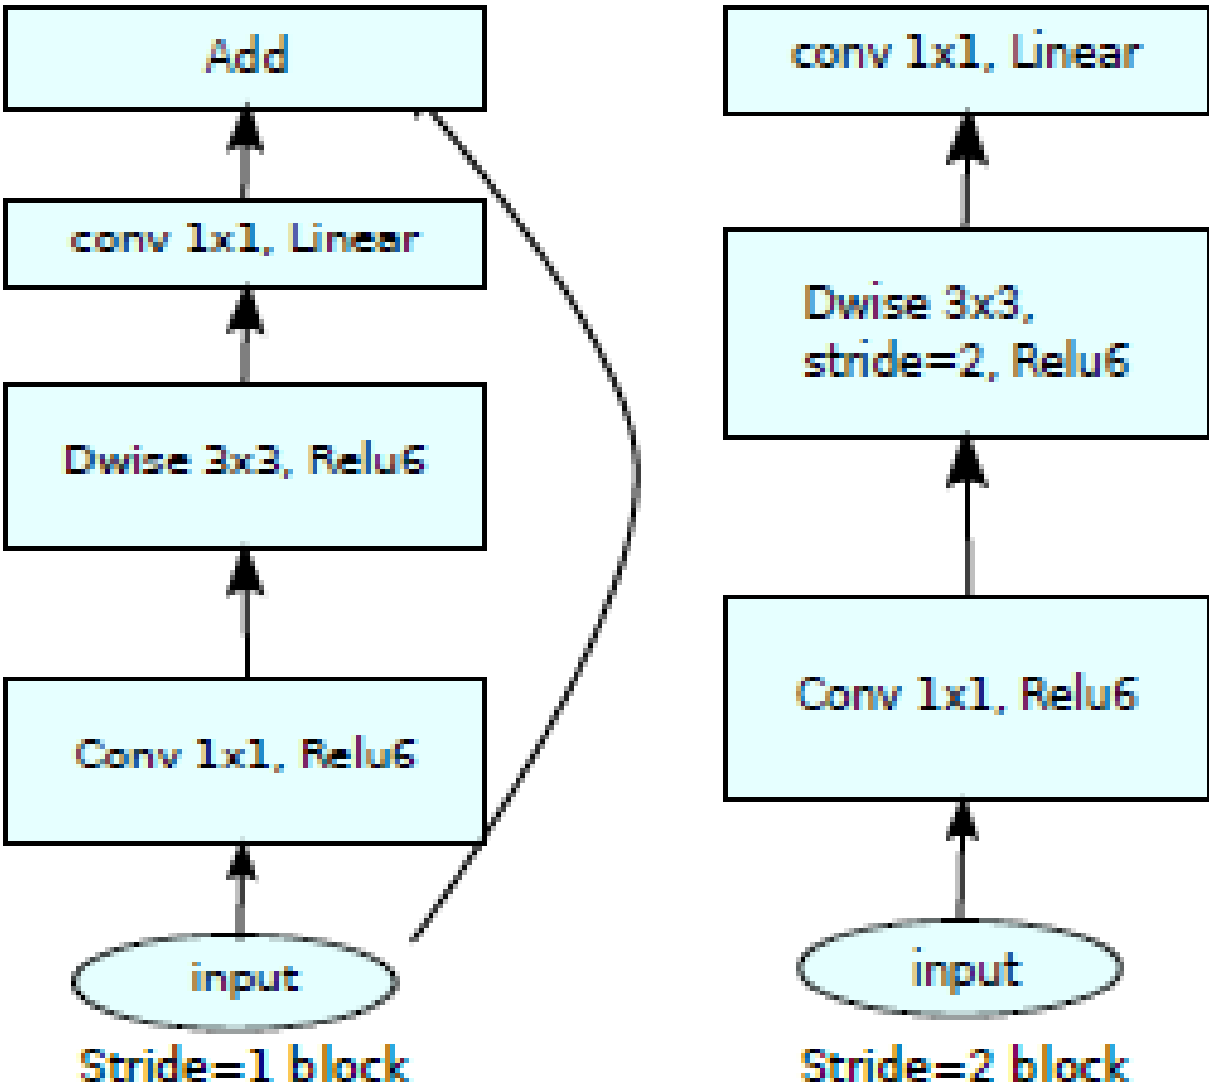 Add
conv 1x1, Linear
Dwise 3x3, Relu6
Conv 1x1, Relu6
input
Stride=1 block
conv 1x1, Linear
Dwise 3x3,
stride=2, Relu6
Conv 1x1, Relu6
input
Stride=2 block